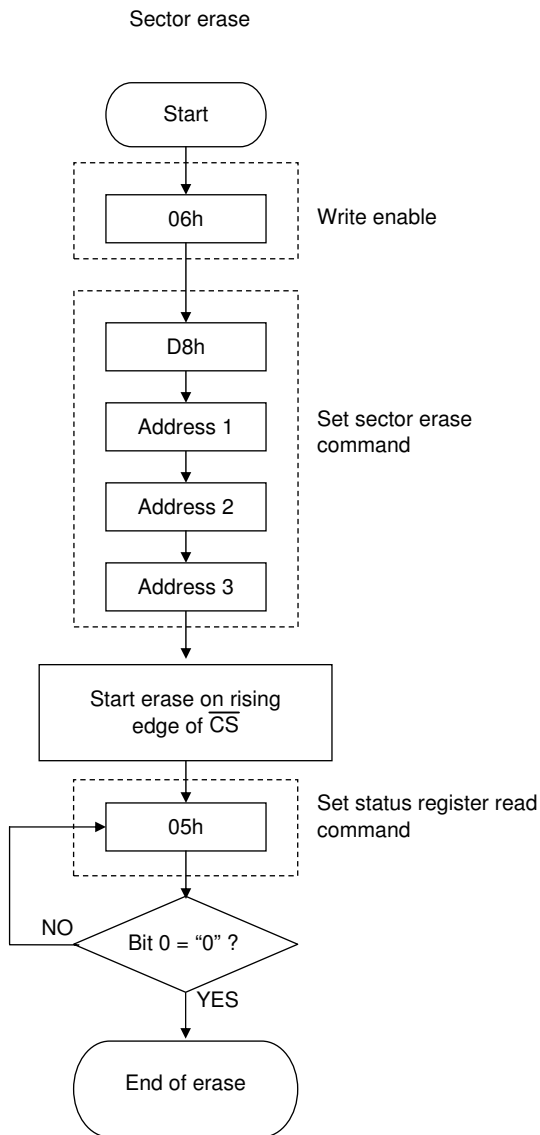 Sector erase
Start
06h
Write enable
D8h
Address 1
Set sector erase
command
Address 2
Address 3
Start erase on rising
edge of C̅S̅
Set status register read
command
05h
NO
Bit 0 = “0” ?
YES
End of erase